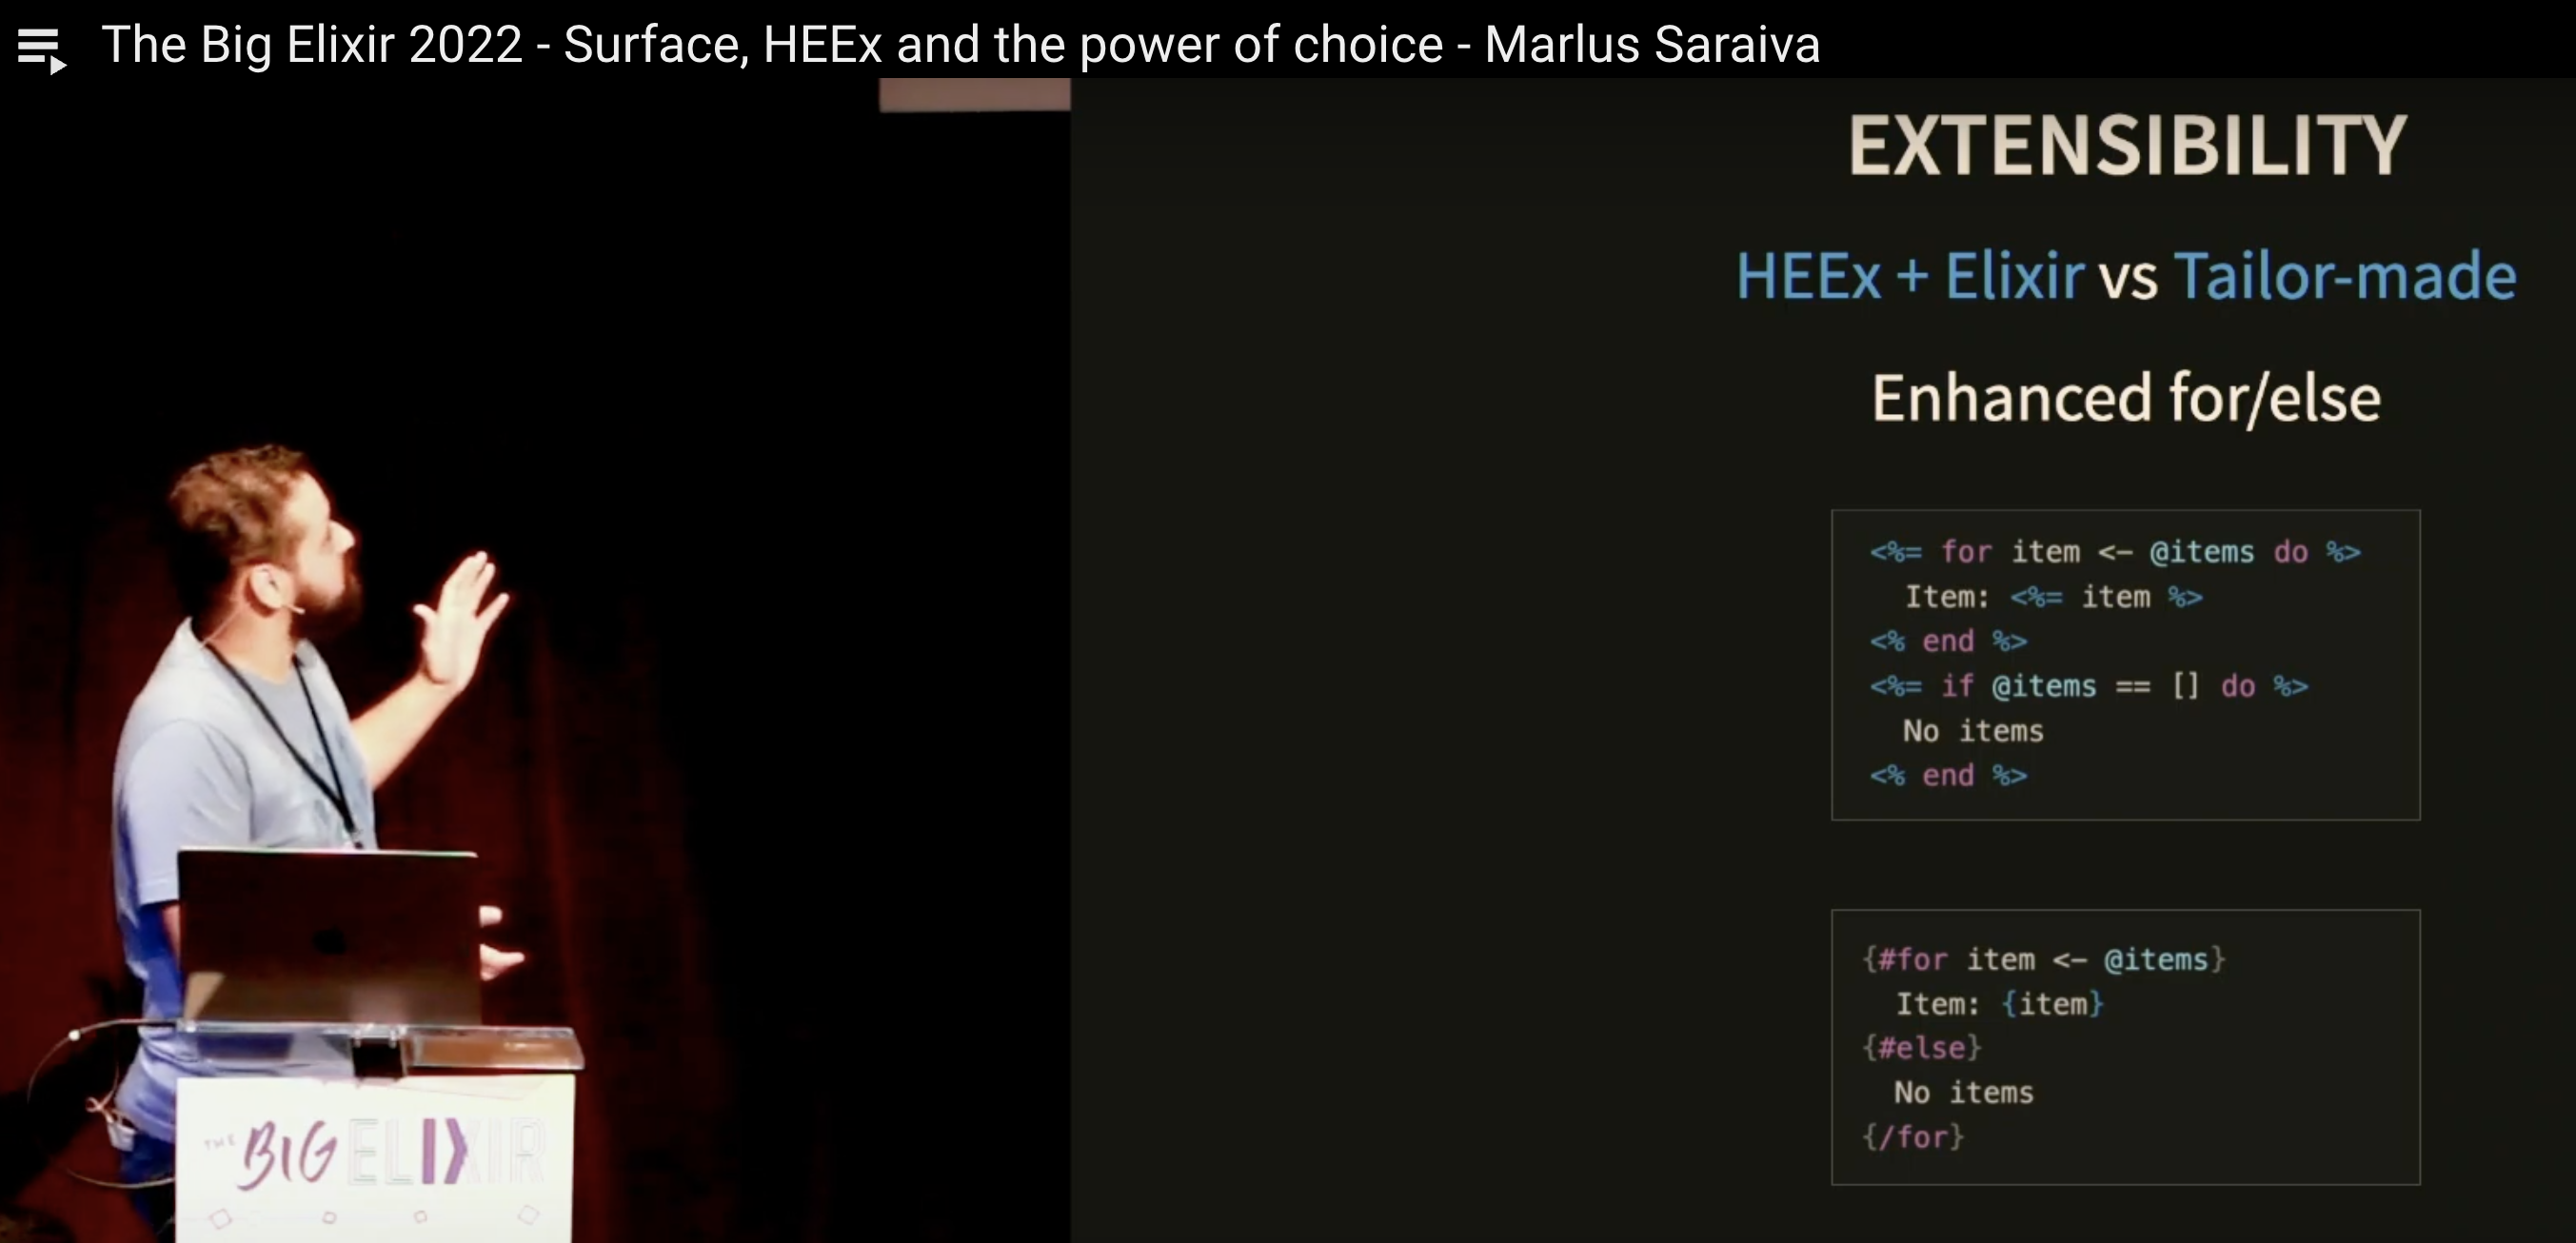 The Big Elixir 2022 - Surface, HEEx and the power of choice - Marlus Saraiva
EXTENSIBILITY
HEEx + Elixir vs Tailor-made
Enhanced for/else
<%= for item <- @items do %>
Item: <%= item %>
<% end %>
<%= if @items == [] do %>
No items
<% end %>
{#for item <- @items}
Item: {item}
{#else}
No items
{/for}
THE BIG ELIXIR